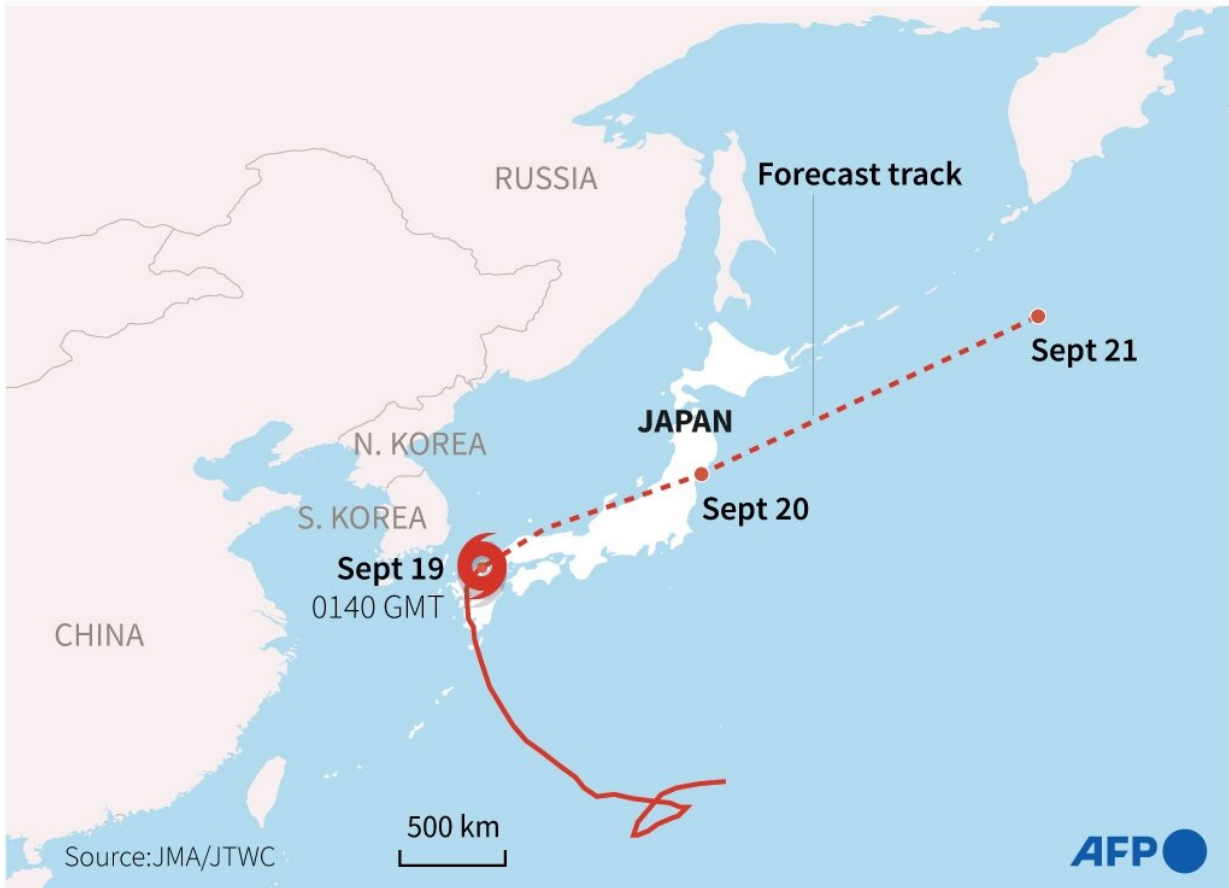 RUSSIA
Forecast track
Sept 21
JAPAN
N. KOREA
Sept 20
S. KOREA
Sept 19
0140 GMT
CHINA
500 km
Source:JMA/JTWC
AFP